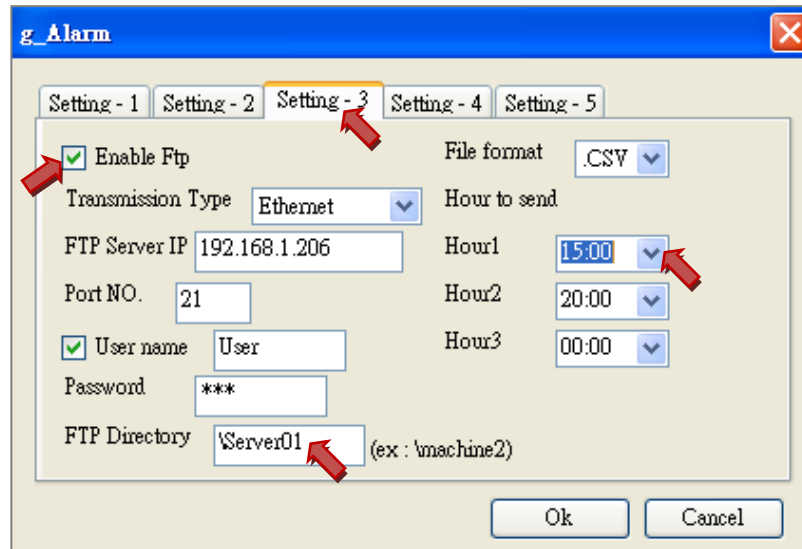 g_Alarm
Setting - 1 Setting - 2 Setting - 3 Setting - 4 Setting - 5
Enable Ftp File format .CSV
Transmission Type Ethernet Hour to send
FTP Server IP 192.168.1.206 Hour1 15:00
Port NO. 21 Hour2 20:00
User name User Hour3 00:00
Password ***
FTP Directory \Server01 (ex : \machine2)
Ok Cancel